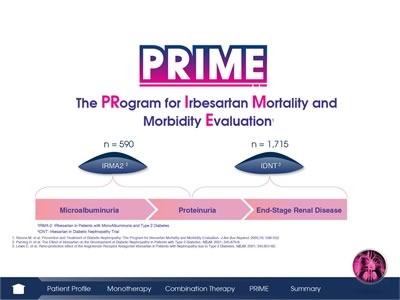 PRIME
The PRogram for Irbesartan Mortality and
Morbidity Evaluation¹
n = 590 n = 1,715
IRMA2 ² IDNT ³
Microalbuminuria Proteinuria End-Stage Renal Disease
Patient Profile Monotherapy Combination Therapy PRIME Summary